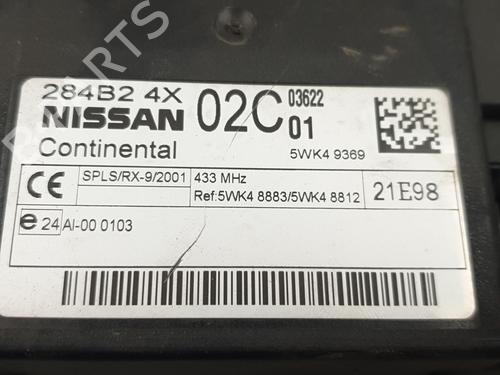 284B2 4X
NISSAN 02C 03622
01
Continental 5WK4 9369
CE SPLS/RX-9/2001 433 MHz
Ref:5WK4 8883/5WK4 8812 21E98
e 24 AI-00 0103
PARTS